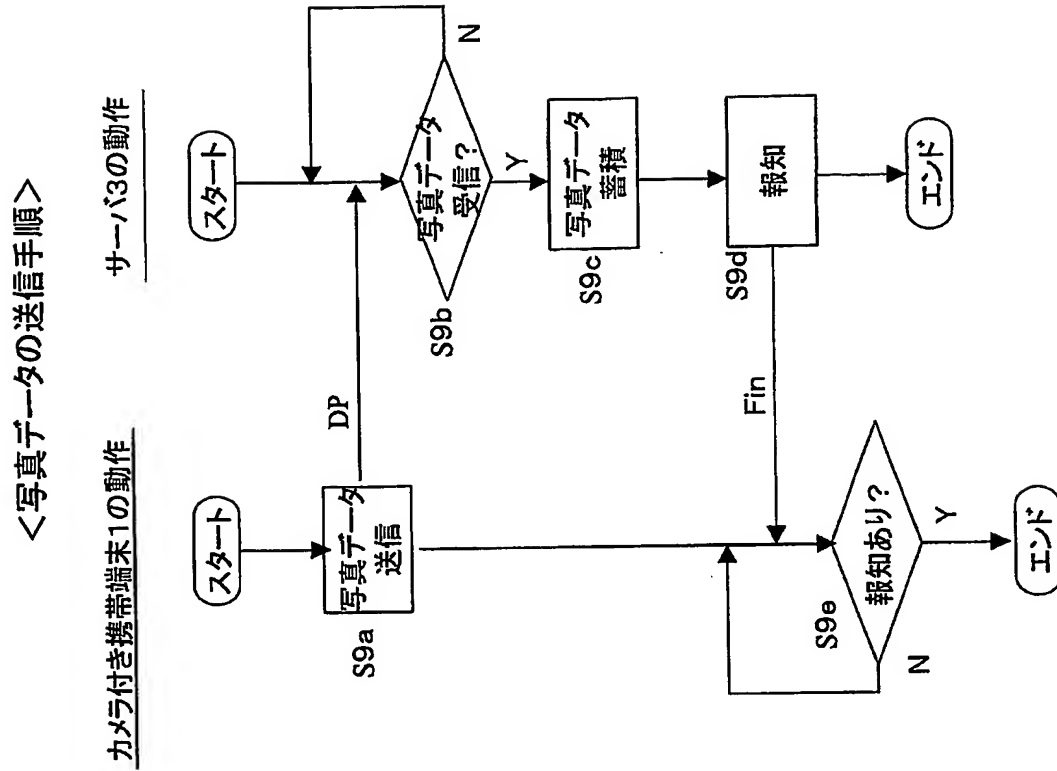 <写真データの送信手順>
カメラ付き携帯端末1の動作
スタート
写真データ
送信
S9a
DP
報知あり?
S9e
N
Y
エンド
サーバ3の動作
スタート
写真データ
受信?
S9b
N
Y
写真データ
蓄積
S9c
報知
S9d
Fin
エンド